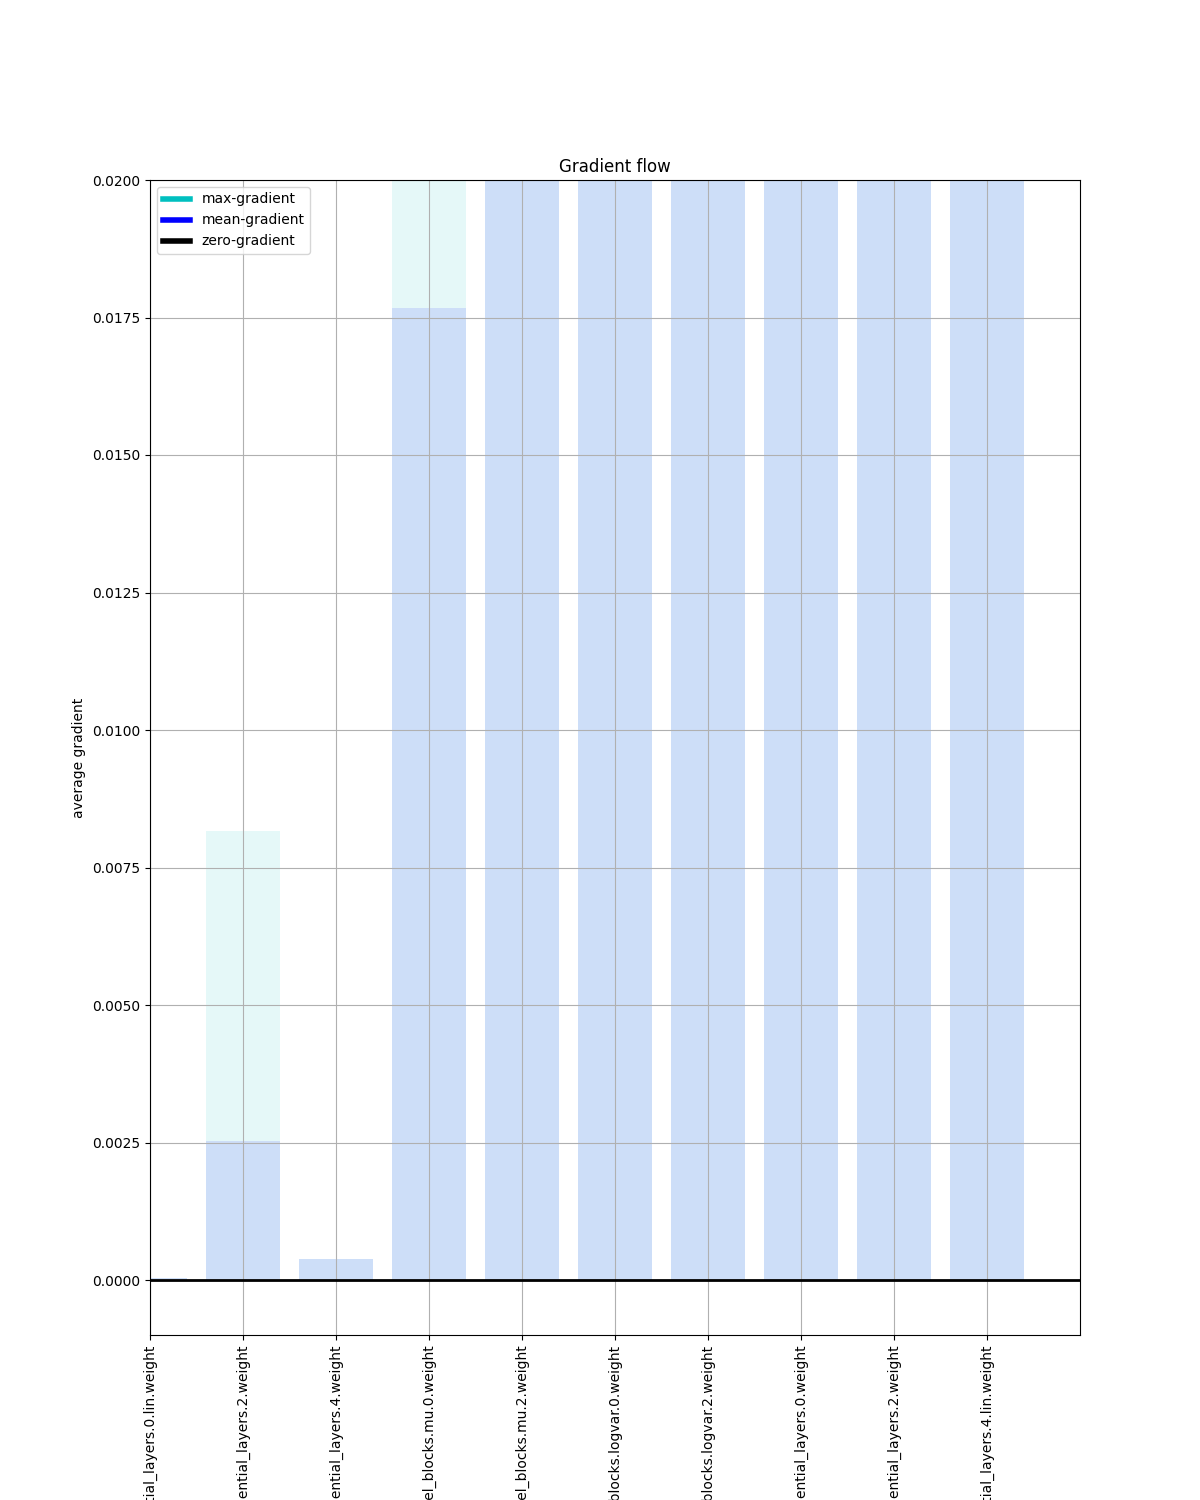 Gradient flow
max-gradient
mean-gradient
zero-gradient
average gradient
0.0200
0.0175
0.0150
0.0125
0.0100
0.0075
0.0050
0.0025
0.0000
tial_layers.0.lin.weight
ential_layers.2.weight
ential_layers.4.weight
el_blocks.mu.0.weight
el_blocks.mu.2.weight
blocks.logvar.0.weight
blocks.logvar.2.weight
ential_layers.0.weight
ential_layers.2.weight
tial_layers.4.lin.weight